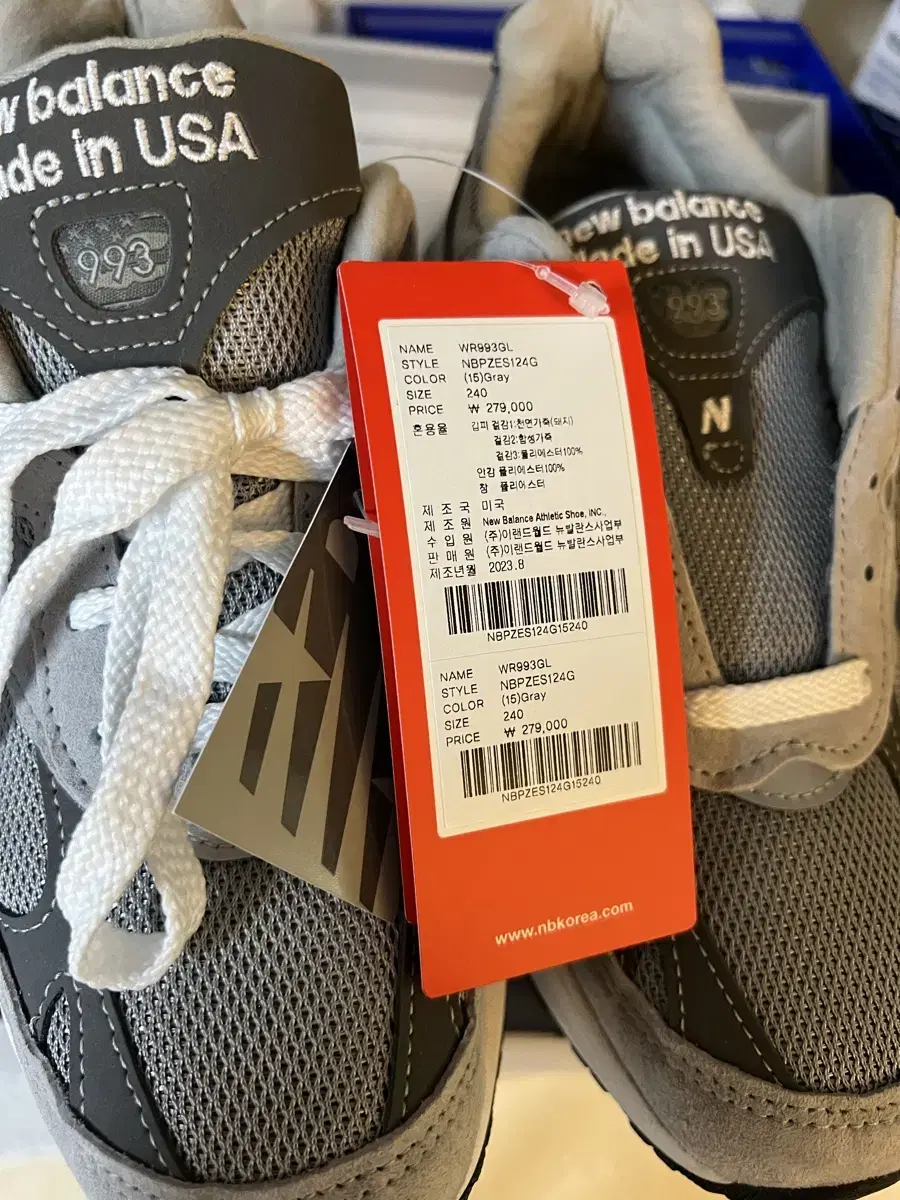 new balance
Made in USA
993
new balance
Made in USA
993
N
NAME WR993GL
STYLE NBPZES124G
COLOR (15)Gray
SIZE 240
PRICE ₩ 279,000
혼용율 겉감1:천연가죽(돼지)
겉감2:합성가죽
겉감3:폴리에스터100%
안감 폴리에스터100%
창 폴리에스터
제 조 국 미국
제 조 원 New Balance Athletic Shoe, INC.,
수 입 원 (주)이랜드월드 뉴발란스사업부
판 매 원 (주)이랜드월드 뉴발란스사업부
제조년월 2023.8
NBPZES124G15240
NAME WR993GL
STYLE NBPZES124G
COLOR (15)Gray
SIZE 240
PRICE ₩ 279,000
NBPZES124G15240
www.nbkorea.com